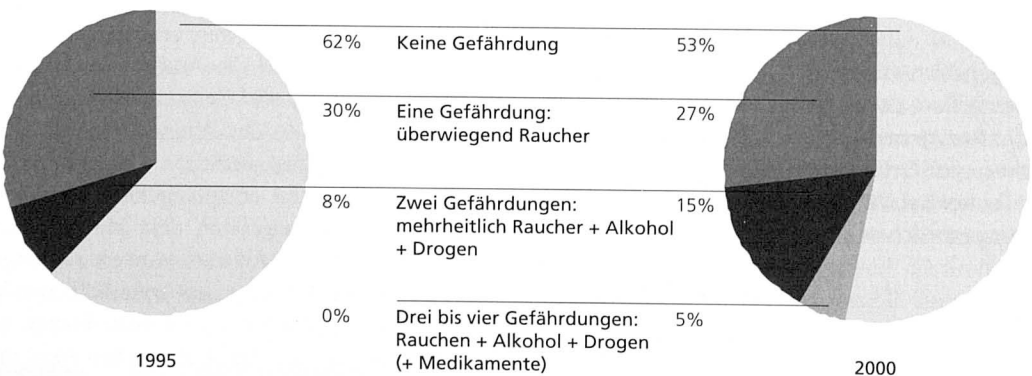 62% Keine Gefährdung 53%
30% Eine Gefährdung: 27%
überwiegend Raucher
8% Zwei Gefährdungen: 15%
mehrheitlich Raucher + Alkohol
+ Drogen
0% Drei bis vier Gefährdungen: 5%
Rauchen + Alkohol + Drogen
(+ Medikamente)
1995 2000